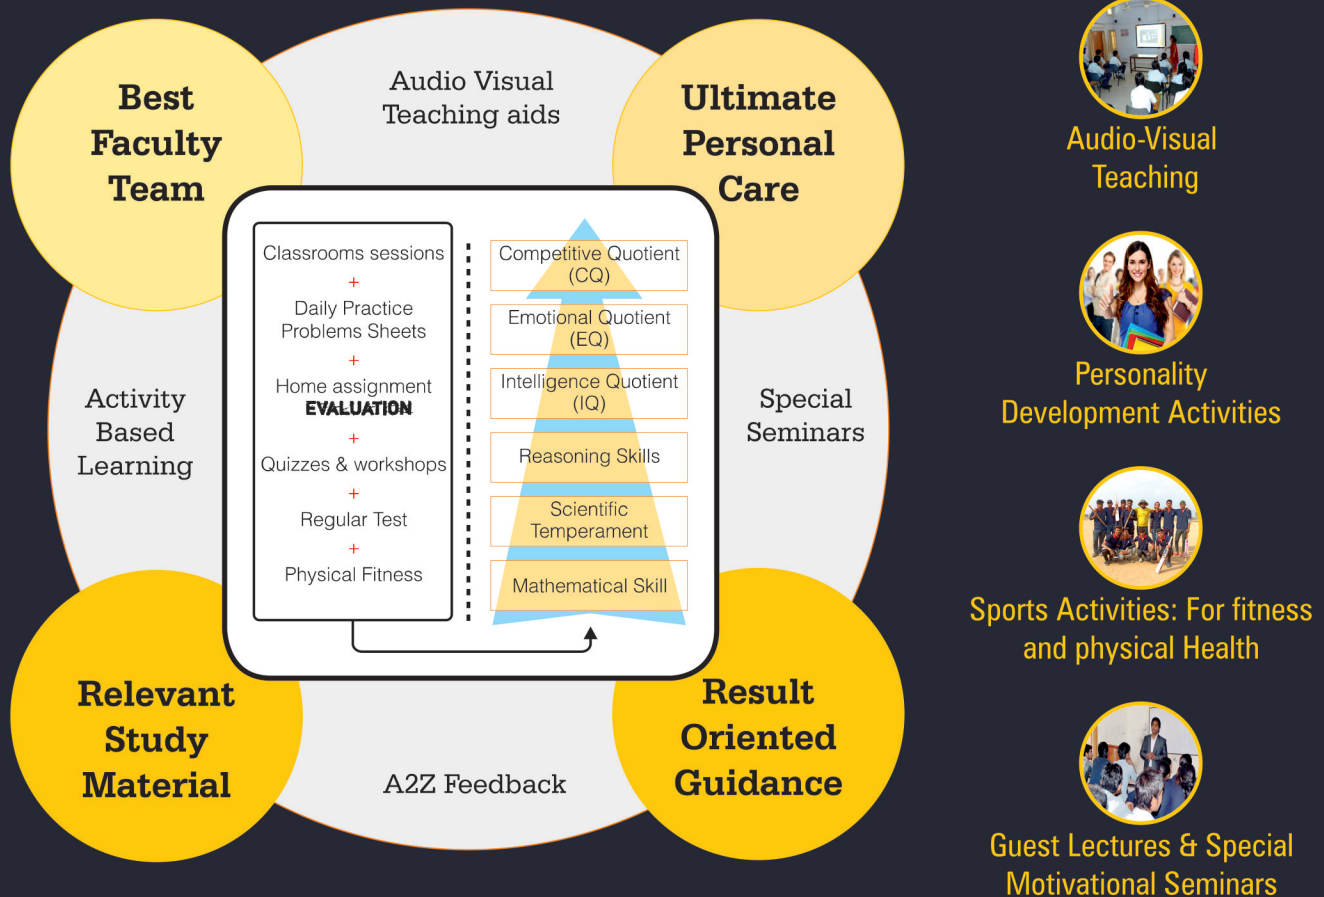 Best
Faculty
Team
Audio Visual
Teaching aids
Ultimate
Personal
Care
Activity
Based
Learning
Classrooms sessions
+
Daily Practice
Problems Sheets
+
Home assignment
EVALUATION
+
Quizzes & workshops
+
Regular Test
+
Physical Fitness
Competitive Quotient
(CQ)
Emotional Quotient
(EQ)
Intelligence Quotient
(IQ)
Reasoning Skills
Scientific
Temperament
Mathematical Skill
Special
Seminars
Relevant
Study
Material
A2Z Feedback
Result
Oriented
Guidance
Audio-Visual
Teaching
Personality
Development Activities
Sports Activities: For fitness
and physical Health
Guest Lectures & Special
Motivational Seminars